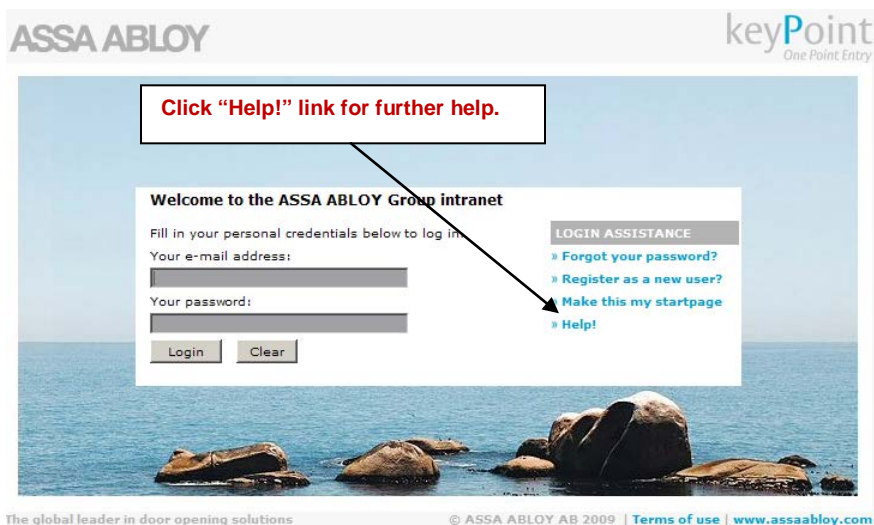 ASSA ABLOY
keyPoint
One Point Entry
Click “Help!” link for further help.
Welcome to the ASSA ABLOY Group intranet
Fill in your personal credentials below to log in.
Your e-mail address:
Your password:
Login Clear
LOGIN ASSISTANCE
» Forgot your password?
» Register as a new user?
» Make this my startpage
» Help!
The global leader in door opening solutions
© ASSA ABLOY AB 2009 | Terms of use | www.assaabloy.com